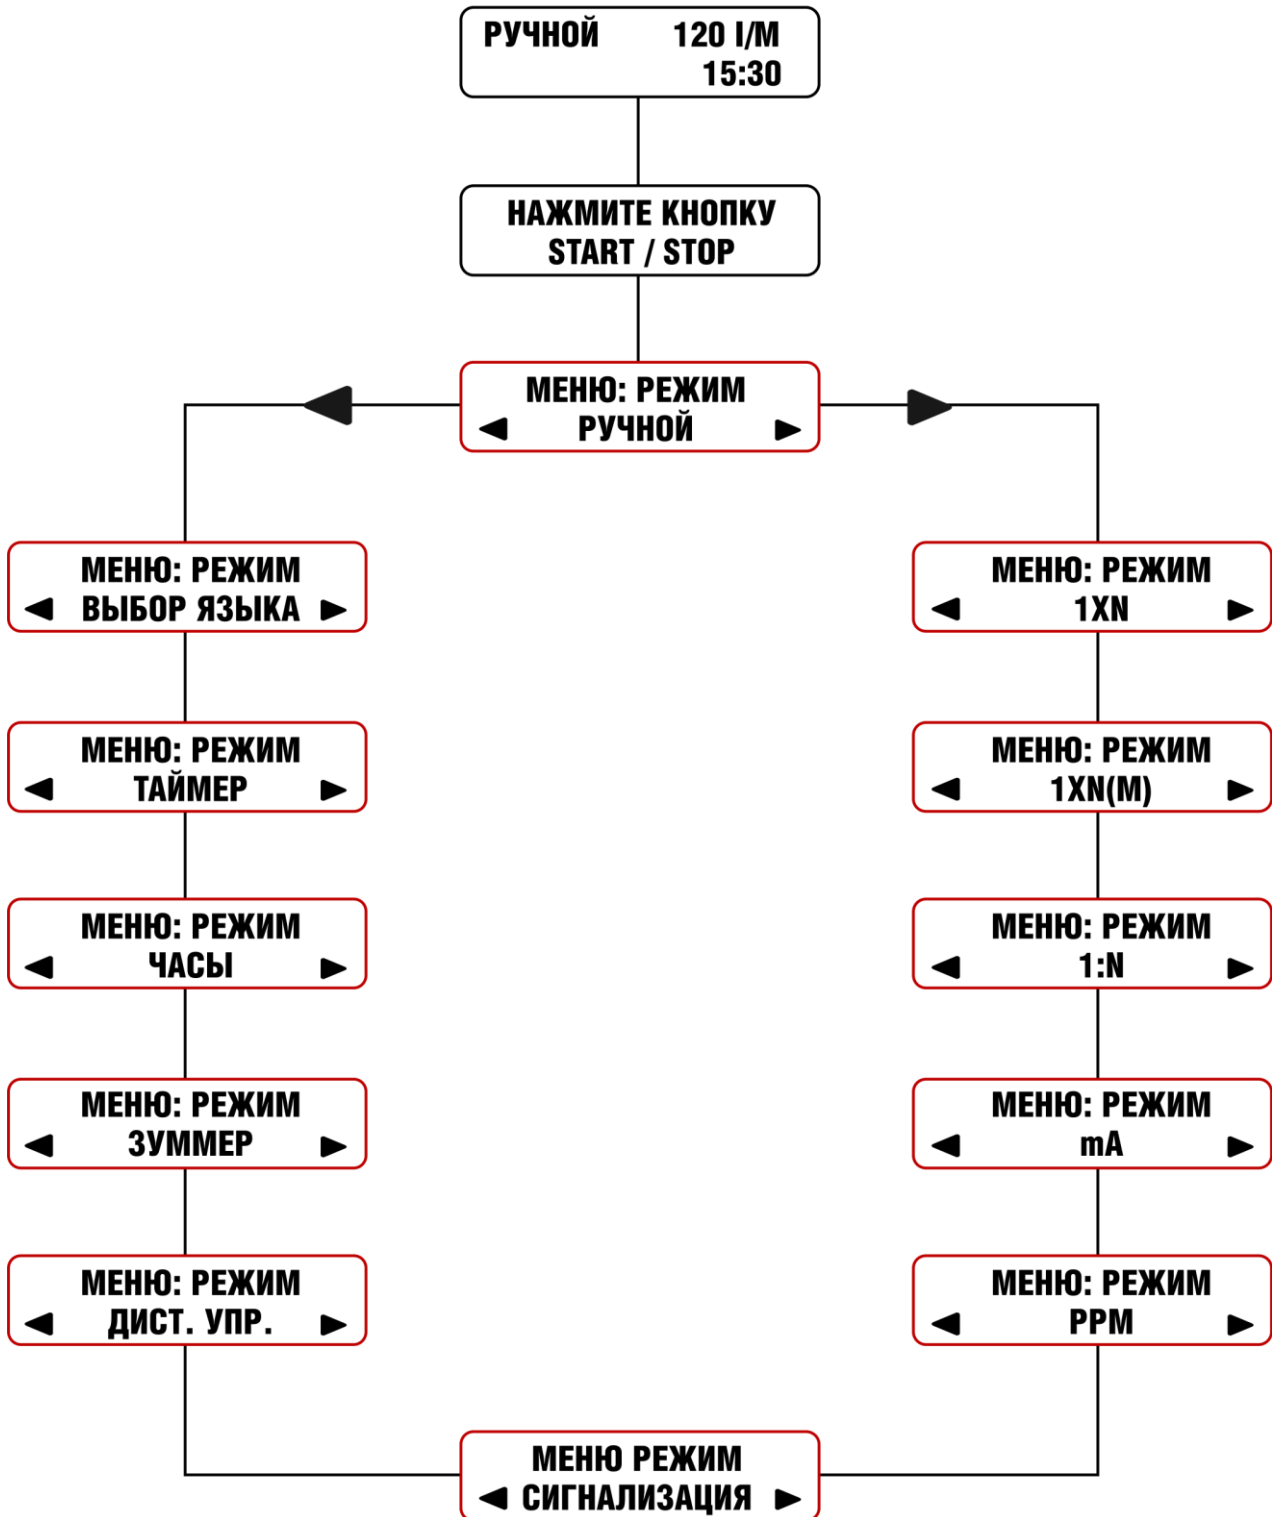 РУЧНОЙ 120 I/M
15:30
НАЖМИТЕ КНОПКУ
START / STOP
МЕНЮ: РЕЖИМ
РУЧНОЙ
МЕНЮ: РЕЖИМ
ВЫБОР ЯЗЫКА
МЕНЮ: РЕЖИМ
1XN
МЕНЮ: РЕЖИМ
ТАЙМЕР
МЕНЮ: РЕЖИМ
1XN(M)
МЕНЮ: РЕЖИМ
ЧАСЫ
МЕНЮ: РЕЖИМ
1:N
МЕНЮ: РЕЖИМ
ЗУММЕР
МЕНЮ: РЕЖИМ
mA
МЕНЮ: РЕЖИМ
ДИСТ. УПР.
МЕНЮ: РЕЖИМ
PPM
МЕНЮ РЕЖИМ
СИГНАЛИЗАЦИЯ